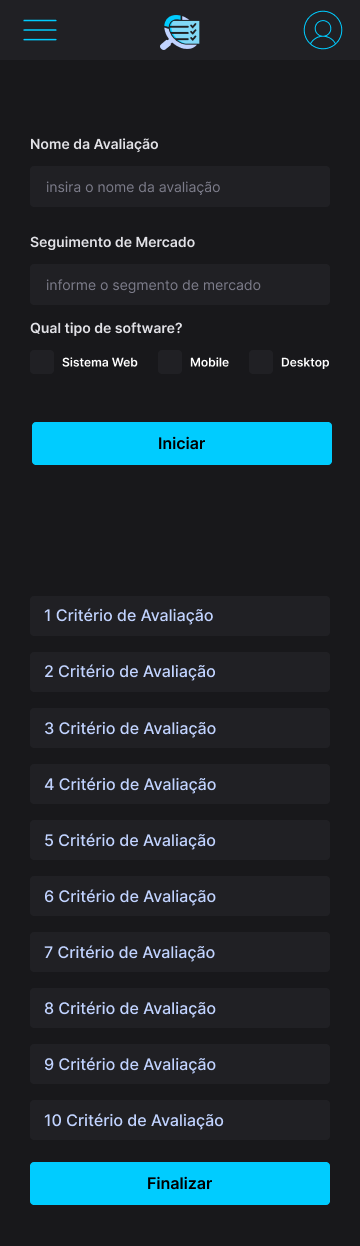 Nome da Avaliação
insira o nome da avaliação
Seguimento de Mercado
informe o segmento de mercado
Qual tipo de software?
Sistema Web Mobile Desktop
Iniciar
1 Critério de Avaliação
2 Critério de Avaliação
3 Critério de Avaliação
4 Critério de Avaliação
5 Critério de Avaliação
6 Critério de Avaliação
7 Critério de Avaliação
8 Critério de Avaliação
9 Critério de Avaliação
10 Critério de Avaliação
Finalizar